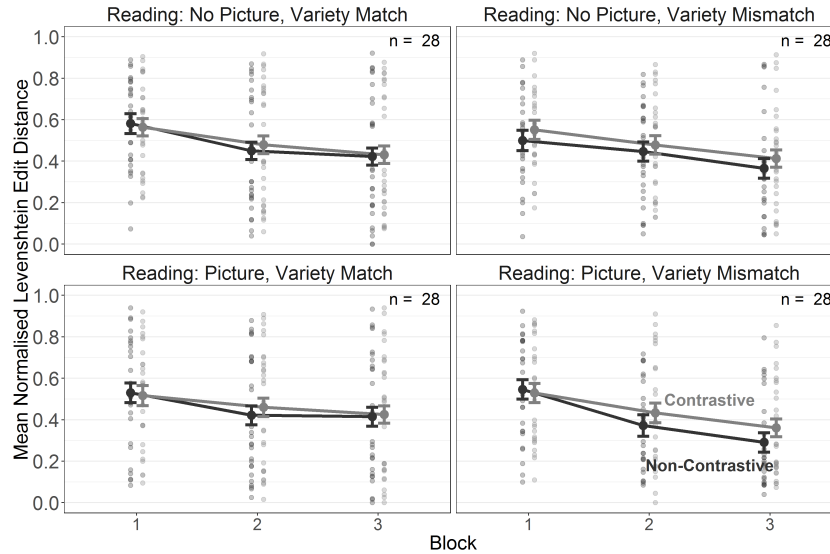 Reading: No Picture, Variety Match
Reading: No Picture, Variety Mismatch
Mean Normalised Levenshtein Edit Distance
1.0
0.8
0.6
0.4
0.2
0.0
n = 28
n = 28
Reading: Picture, Variety Match
Reading: Picture, Variety Mismatch
1.0
0.8
0.6
0.4
0.2
0.0
n = 28
n = 28
Contrastive
Non-Contrastive
1 2 3
1 2 3
Block